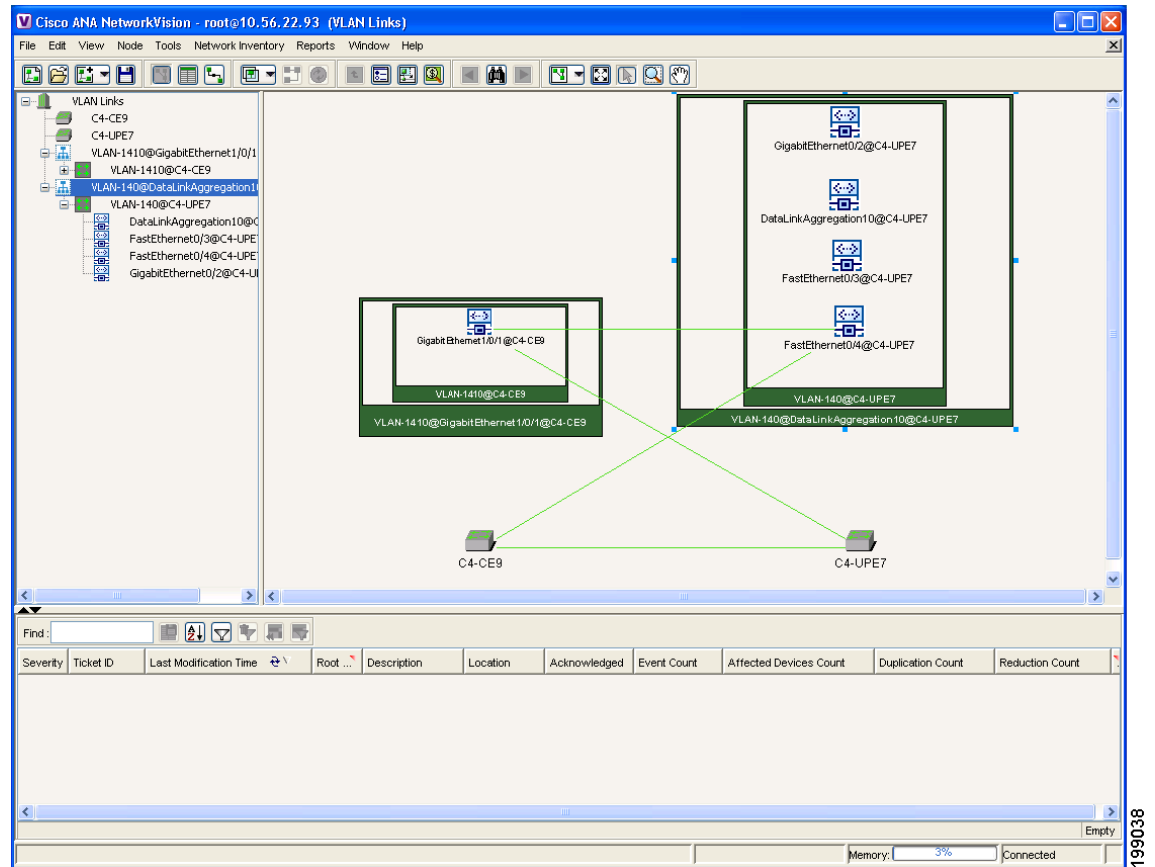 Cisco ANA NetworkVision - root@10.56.22.93 (VLAN Links)
File Edit View Node Tools Network Inventory Reports Window Help
VLAN Links
C4-CE9
C4-UPE7
VLAN-1410@GigabitEthernet1/0/1
VLAN-1410@C4-CE9
VLAN-140@DataLinkAggregation1
VLAN-140@C4-UPE7
DataLinkAggregation10@C
FastEthernet0/3@C4-UPE
FastEthernet0/4@C4-UPE
GigabitEthernet0/2@C4-U
GigabitEthernet0/2@C4-UPE7
DataLinkAggregation10@C4-UPE7
FastEthernet0/3@C4-UPE7
FastEthernet0/4@C4-UPE7
VLAN-140@C4-UPE7
VLAN-140@DataLinkAggregation10@C4-UPE7
GigabitEthernet1/0/1@C4-CE9
VLAN-1410@C4-CE9
VLAN-1410@GigabitEthernet1/0/1@C4-CE9
C4-CE9
C4-UPE7
Find :
Severity Ticket ID Last Modification Time Root ... Description Location Acknowledged Event Count Affected Devices Count Duplication Count Reduction Count
Empty
Memory: 3% Connected
199038